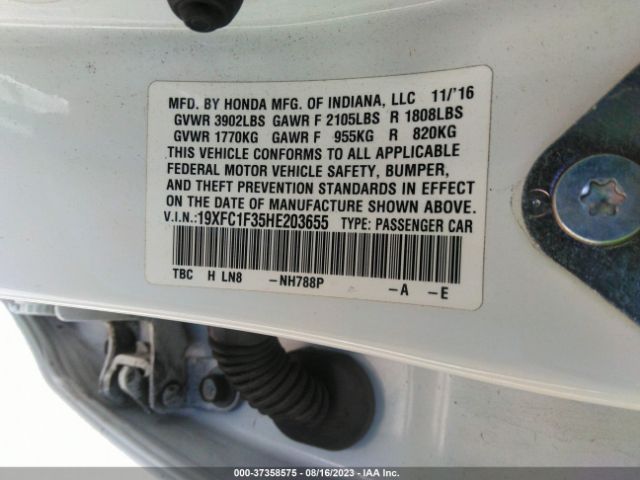 MFD. BY HONDA MFG. OF INDIANA, LLC 11/'16
GVWR 3902LBS GAWR F 2105LBS R 1808LBS
GVWR 1770KG GAWR F 955KG R 820KG
THIS VEHICLE CONFORMS TO ALL APPLICABLE
FEDERAL MOTOR VEHICLE SAFETY, BUMPER,
AND THEFT PREVENTION STANDARDS IN EFFECT
ON THE DATE OF MANUFACTURE SHOWN ABOVE.
V.I.N.:19XFC1F35HE203655 TYPE: PASSENGER CAR
TBC H LN8 -NH788P -A -E
000-37358575 - 08/16/2023 - IAA Inc.